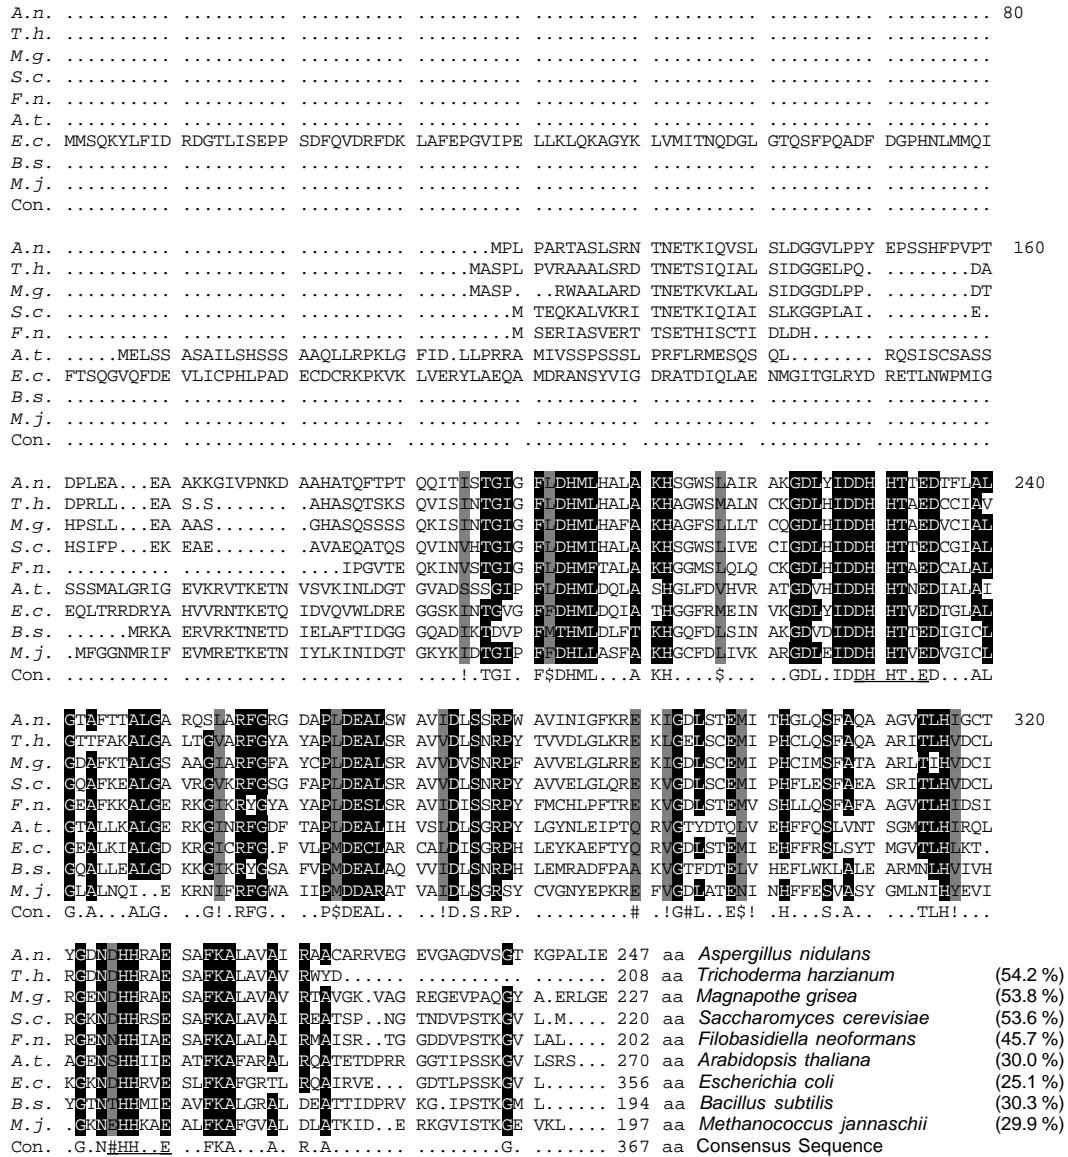 A.n. .......... .......... .......... .......... .......... .......... .......... .......... 80
T.h. .......... .......... .......... .......... .......... .......... .......... ..........
M.g. .......... .......... .......... .......... .......... .......... .......... ..........
S.c. .......... .......... .......... .......... .......... .......... .......... ..........
F.n. .......... .......... .......... .......... .......... .......... .......... ..........
A.t. .......... .......... .......... .......... .......... .......... .......... ..........
E.c. MMSQKYLFID RDGTLISEPP SDFQVDRFDK LAFEPGVIPE LLKLQKAGYK LVMITNQDGL GTQSFPQADF DGPHNLMMQI
B.s. .......... .......... .......... .......... .......... .......... .......... ..........
M.j. .......... .......... .......... .......... .......... .......... .......... ..........
Con. .......... .......... .......... .......... .......... .......... .......... ..........
A.n. .......... .......... .......... .......MPL PARTASLSRN TNETKIQVSL SLDGGVLPPY EPSSHFPVPT 160
T.h. .......... .......... .......... .....MASPL PVRAAALSRD TNETSIQIAL SIDGGELPQ. ........DA
M.g. .......... .......... .......... .....MASP. ..RWAALARD TNETKVKLAL SIDGGDLPP. ........DT
S.c. .......... .......... .......... .........M TEQKALVKRI TNETKIQIAI SLKGGPLAI. ........E.
F.n. .......... .......... .......... .........M SERIASVERT TSETHISCTI DLDH...... ..........
A.t. .....MELSS ASAILSHSSS AAQLLRPKLG FID.LLPRRA MIVSSPSSSL PRFLRMESQS QL........ RQSISCSASS
E.c. FTSQGVQFDE VLICPHLPAD ECDCRKPKVK LVERYLAEQA MDRANSYVIG DRATDIQLAE NMGITGLRYD RETLNWPMIG
B.s. .......... .......... .......... .......... .......... .......... .......... ..........
M.j. .......... .......... .......... .......... .......... .......... .......... ..........
Con. .......... .......... .......... .......... .......... .......... .......... ..........
A.n. DPLEA...EA AKKGIVPNKD AAHATQFTPT QQITISTGIG FLDHMLHALA KHSGWSLAIR AKGDLYIDDH HTTEDTFLAL 240
T.h. DPRLL...EA S.S....... .AHASQTSKS QVISINTGIG FLDHMLHALA KHAGWSMALN CKGDLHIDDH HTAEDCCIAV
M.g. HPSLL...EA AAS....... .GHASQSSSS QKISINTGIG FLDHMLHAFA KHAGFSLLLT CQGDLHIDDH HTAEDVCIAL
S.c. HSIFP...EK EAE....... .AVAEQATQS QVINVHTGIG FLDHMIHALA KHSGWSLIVE CIGDLHIDDH HTTEDCGIAL
F.n. .......... .......... ...IPGVTEQ QKINVSTGIG FLDHMFTALA KHGGMSLQLQ CKGDLHIDDH HTAEDCALAL
A.t. SSSMALGRIG EVKRVTKETN VSVKINLDGT GVADSSSGIP FLDHMLDQLA SHGLFDVHVR ATGDVHIDDH HTNEDIALAI
E.c. EQLTRRDRYA HVVRNTKETQ IDVQVWLDRE GGSKINTGVG FFDHMLDQIA THGGFRMEIN VKGDLYIDDH HTVEDTGLAL
B.s. ......MRKA ERVRKTNETD IELAFTIDGG GQADIKTDVP FMTHMLDLFT KHGQFDLSIN AKGDVDIDDH HTTEDIGICL
M.j. .MFGGNMRIF EVMRETKETN IYLKINIDGT GKYKIDTGIP FFDHLLASFA KHGCFDLIVK ARGDLEIDDH HTVEDVGICL
Con. .......... .......... .......... ....!.TGI. F$DHML...A KH...$.... ..GDL.IDDH HT.ED...AL
A.n. GTAFTTALGA RQSLARFGRG DAPLDEALSW AVIDLSSRPW AVINIGFKRE KIGDLSTEMI THGLQSFAQA AGVTLHIGCT 320
T.h. GTTFAKALGA LTGVARFGYA YAPLDEALSR AVVDLSNRPY TVVDLGLKRE KLGELSCEMI PHCLQSFAQA ARITLHVDCL
M.g. GDAFKTALGS AAGIARFGFA YCPLDEALSR AVVDVSNRPF AVVELGLRRE KIGDLSCEMI PHCIMSFATA ARLTIHVDCI
S.c. GQAFKEALGA VRGVKRFGSG FAPLDEALSR AVVDLSNRPY AVVELGLQRE KIGDLSCEMI PHFLESFAEA SRITLHVDCL
F.n. GEAFKKALGE RKGIKRYGYA YAPLDESLSR AVIDISSRPY FMCHLPFTRE KVGDLSTEMV SHLLQSFAFA AGVTLHIDSI
A.t. GTALLKALGE RKGINRFGDF TAPLDEALIH VSLDLSGRPY LGYNLEIPTQ RVGTYDTQLV EHFFQSLVNT SGMTLHIRQL
E.c. GEALKIALGD KRGICRFG.F VLPMDECLAR CALDISGRPH LEYKAEFTYQ RVGDLSTEMI EHFFRSLSYT MGVTLHLKT.
B.s. GQALLEALGD KKGIKRYGSA FVPMDEALAQ VVIDLSNRPH LEMRADFPAA KVGTFDTELV HEFLWKLALE ARMNLHVIVH
M.j. GLALNQI..E KRNIFRFGWA IIPMDDARAT VAIDLSGRSY CVGNYEPKRE FVGDLATENI NHFFESVASY GMLNIHYEVI
Con. G.A...ALG. ..G!.RFG.. ..P$DEAL.. ..!D.S.RP. .........# .!G#L..E$! .H...S.A.. ...TLH!...
A.n. YGDNDHHRAE SAFKALAVAI RAACARRVEG GEVGAGDVSGT KGPALIE 247 aa Aspergillus nidulans
T.h. RGDNDHHRAE SAFKALAVAV RWYD...... .......... ....... 208 aa Trichoderma harzianum (54.2 %)
M.g. RGENDHHRAE SAFKALAVAV RTAVGK.VAG REGEVPAQGY A.ERLGE 227 aa Magnapothe grisea (53.8 %)
S.c. RGKNDHHRSE SAFKALAVAI REATSP..NG TNDVPSTKGV L.M.... 220 aa Saccharomyces cerevisiae (53.6 %)
F.n. RGENNHHRAE SAFKALALAI RMAISR..TG GDDVPSTKGV LAL.... 202 aa Filobasidiella neoformans (45.7 %)
A.t. AGENSHHIIE ATFKAFARAL RQATETDPRR GGTIPSSKGV LSRS... 270 aa Arabidopsis thaliana (30.0 %)
E.c. KGKNDHHRVE SLFKAFGRTL RQAIRVE... GDTLPSSKGV L...... 356 aa Escherichia coli (25.1 %)
B.s. YGTNTHHMIE AVFKALGRAL DEATTIDPRV KG.IPSTKGM L...... 194 aa Bacillus subtilis (30.3 %)
M.j. GKNEHHKAE ALFKAFGVAL DLATKID..E RKGVISTKGE VKL.... 197 aa Methanococcus jannaschii (29.9 %)
Con. .G.N#HH..E ..FKA...A. R.A....... ........G. ....... 367 aa Consensus Sequence